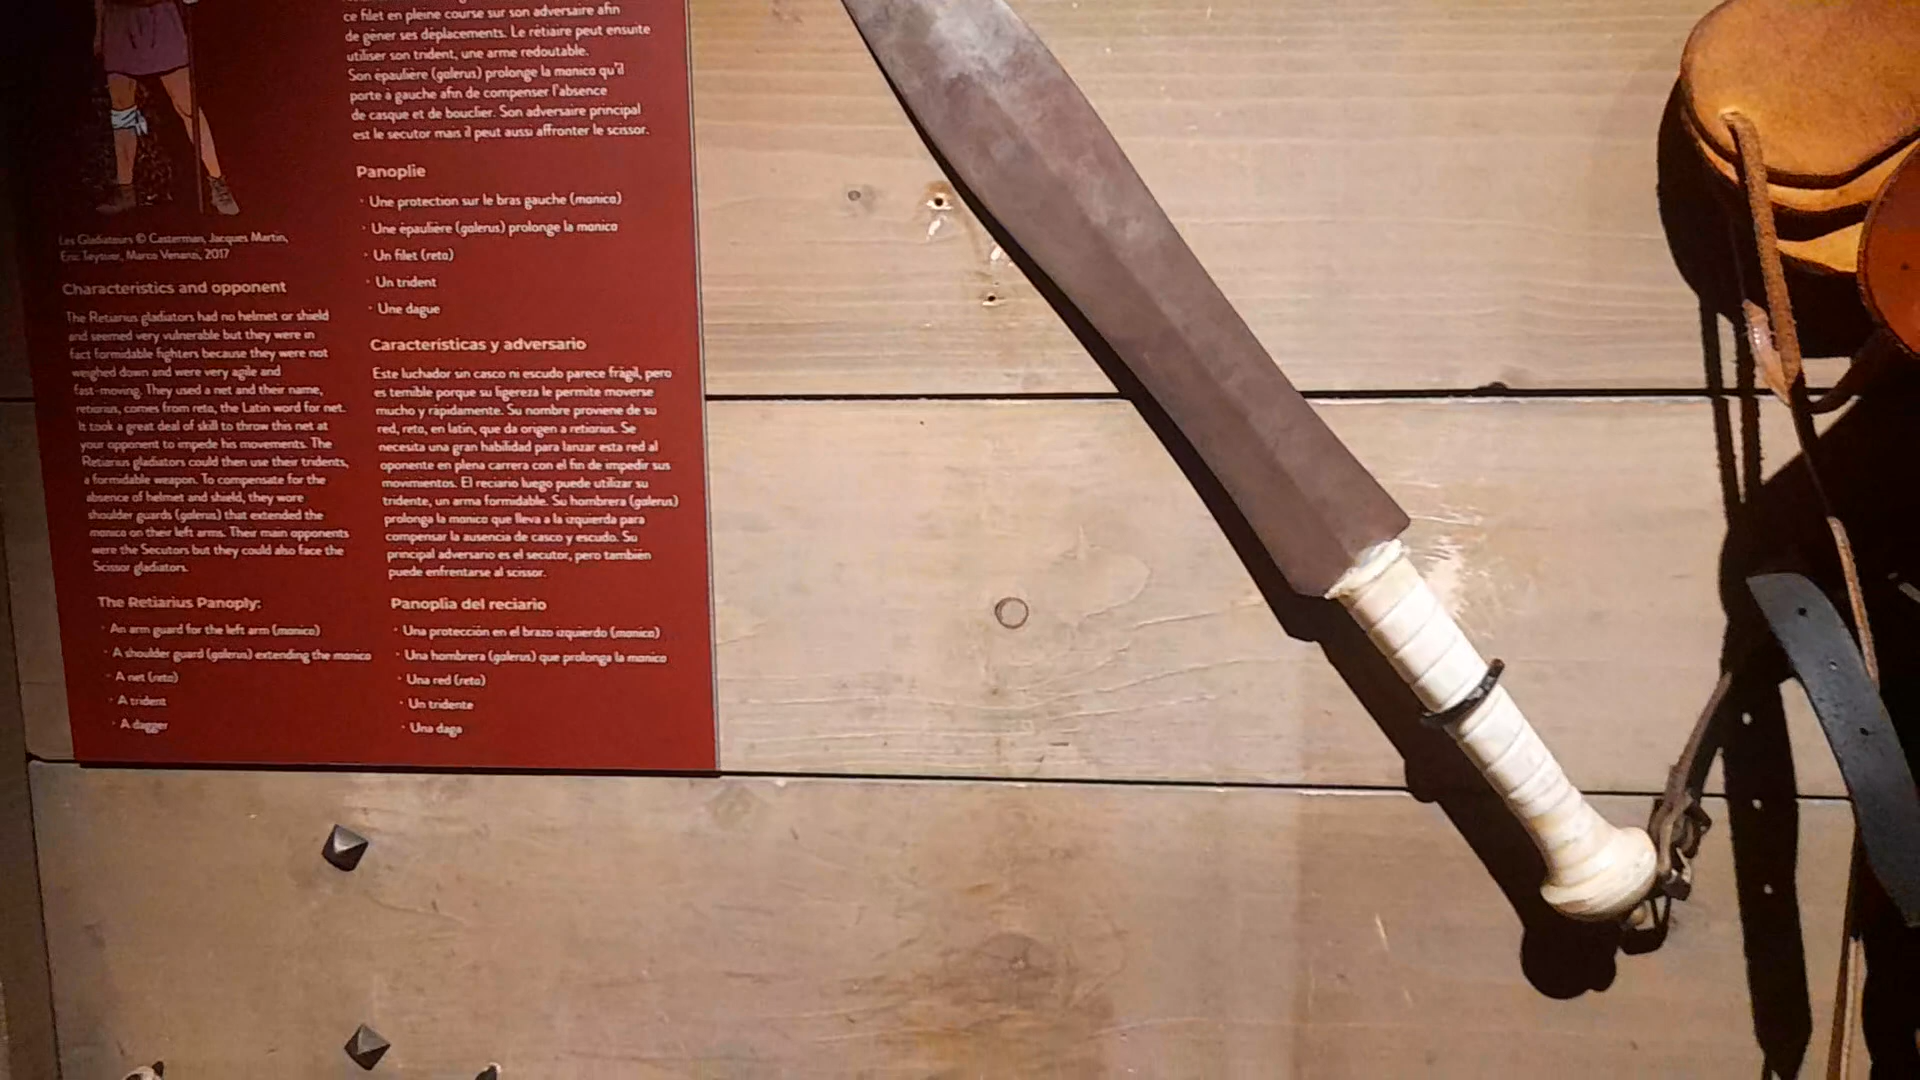 ce filet en pleine course sur son adversaire afin
de gêner ses déplacements. Le rétiaire peut ensuite
utiliser son trident, une arme redoutable.
Son épaulière (galerus) prolonge la manica qu'il
porte à gauche afin de compenser l'absence
de casque et de bouclier. Son adversaire principal
est le secutor mais il peut aussi affronter le scissor.
Panoplie
· Une protection sur le bras gauche (manica)
· Une épaulière (galerus) prolonge la manica
· Un filet (rete)
· Un trident
· Une dague
Les Gladiateurs © Casterman, Jacques Martin,
Eric Teyssier, Marco Venanzi, 2017
Characteristics and opponent
The Retiarius gladiators had no helmet or shield
and seemed very vulnerable but they were in
fact formidable fighters because they were not
weighed down and were very agile and
fast-moving. They used a net and their name,
retiarius, comes from rete, the Latin word for net.
It took a great deal of skill to throw this net at
your opponent to impede his movements. The
Retiarius gladiators could then use their tridents,
a formidable weapon. To compensate for the
absence of helmet and shield, they wore
shoulder guards (galerus) that extended the
manica on their left arms. Their main opponents
were the Secutors but they could also face the
Scissor gladiators.
The Retiarius Panoply:
· An arm guard for the left arm (manica)
· A shoulder guard (galerus) extending the manica
· A net (rete)
· A trident
· A dagger
Características y adversario
Este luchador sin casco ni escudo parece frágil, pero
es temible porque su ligereza le permite moverse
mucho y rápidamente. Su nombre proviene de su
red, rete, en latin, que da origen a retiarius. Se
necesita una gran habilidad para lanzar esta red al
oponente en plena carrera con el fin de impedir sus
movimientos. El reciario luego puede utilizar su
tridente, un arma formidable. Su hombrera (galerus)
prolonga la manica que lleva a la izquierda para
compensar la ausencia de casco y escudo. Su
principal adversario es el secutor, pero también
puede enfrentarse al scissor.
Panoplia del reciario
· Una protección en el brazo izquierdo (manica)
· Una hombrera (galerus) que prolonga la manica
· Una red (rete)
· Un tridente
· Una daga